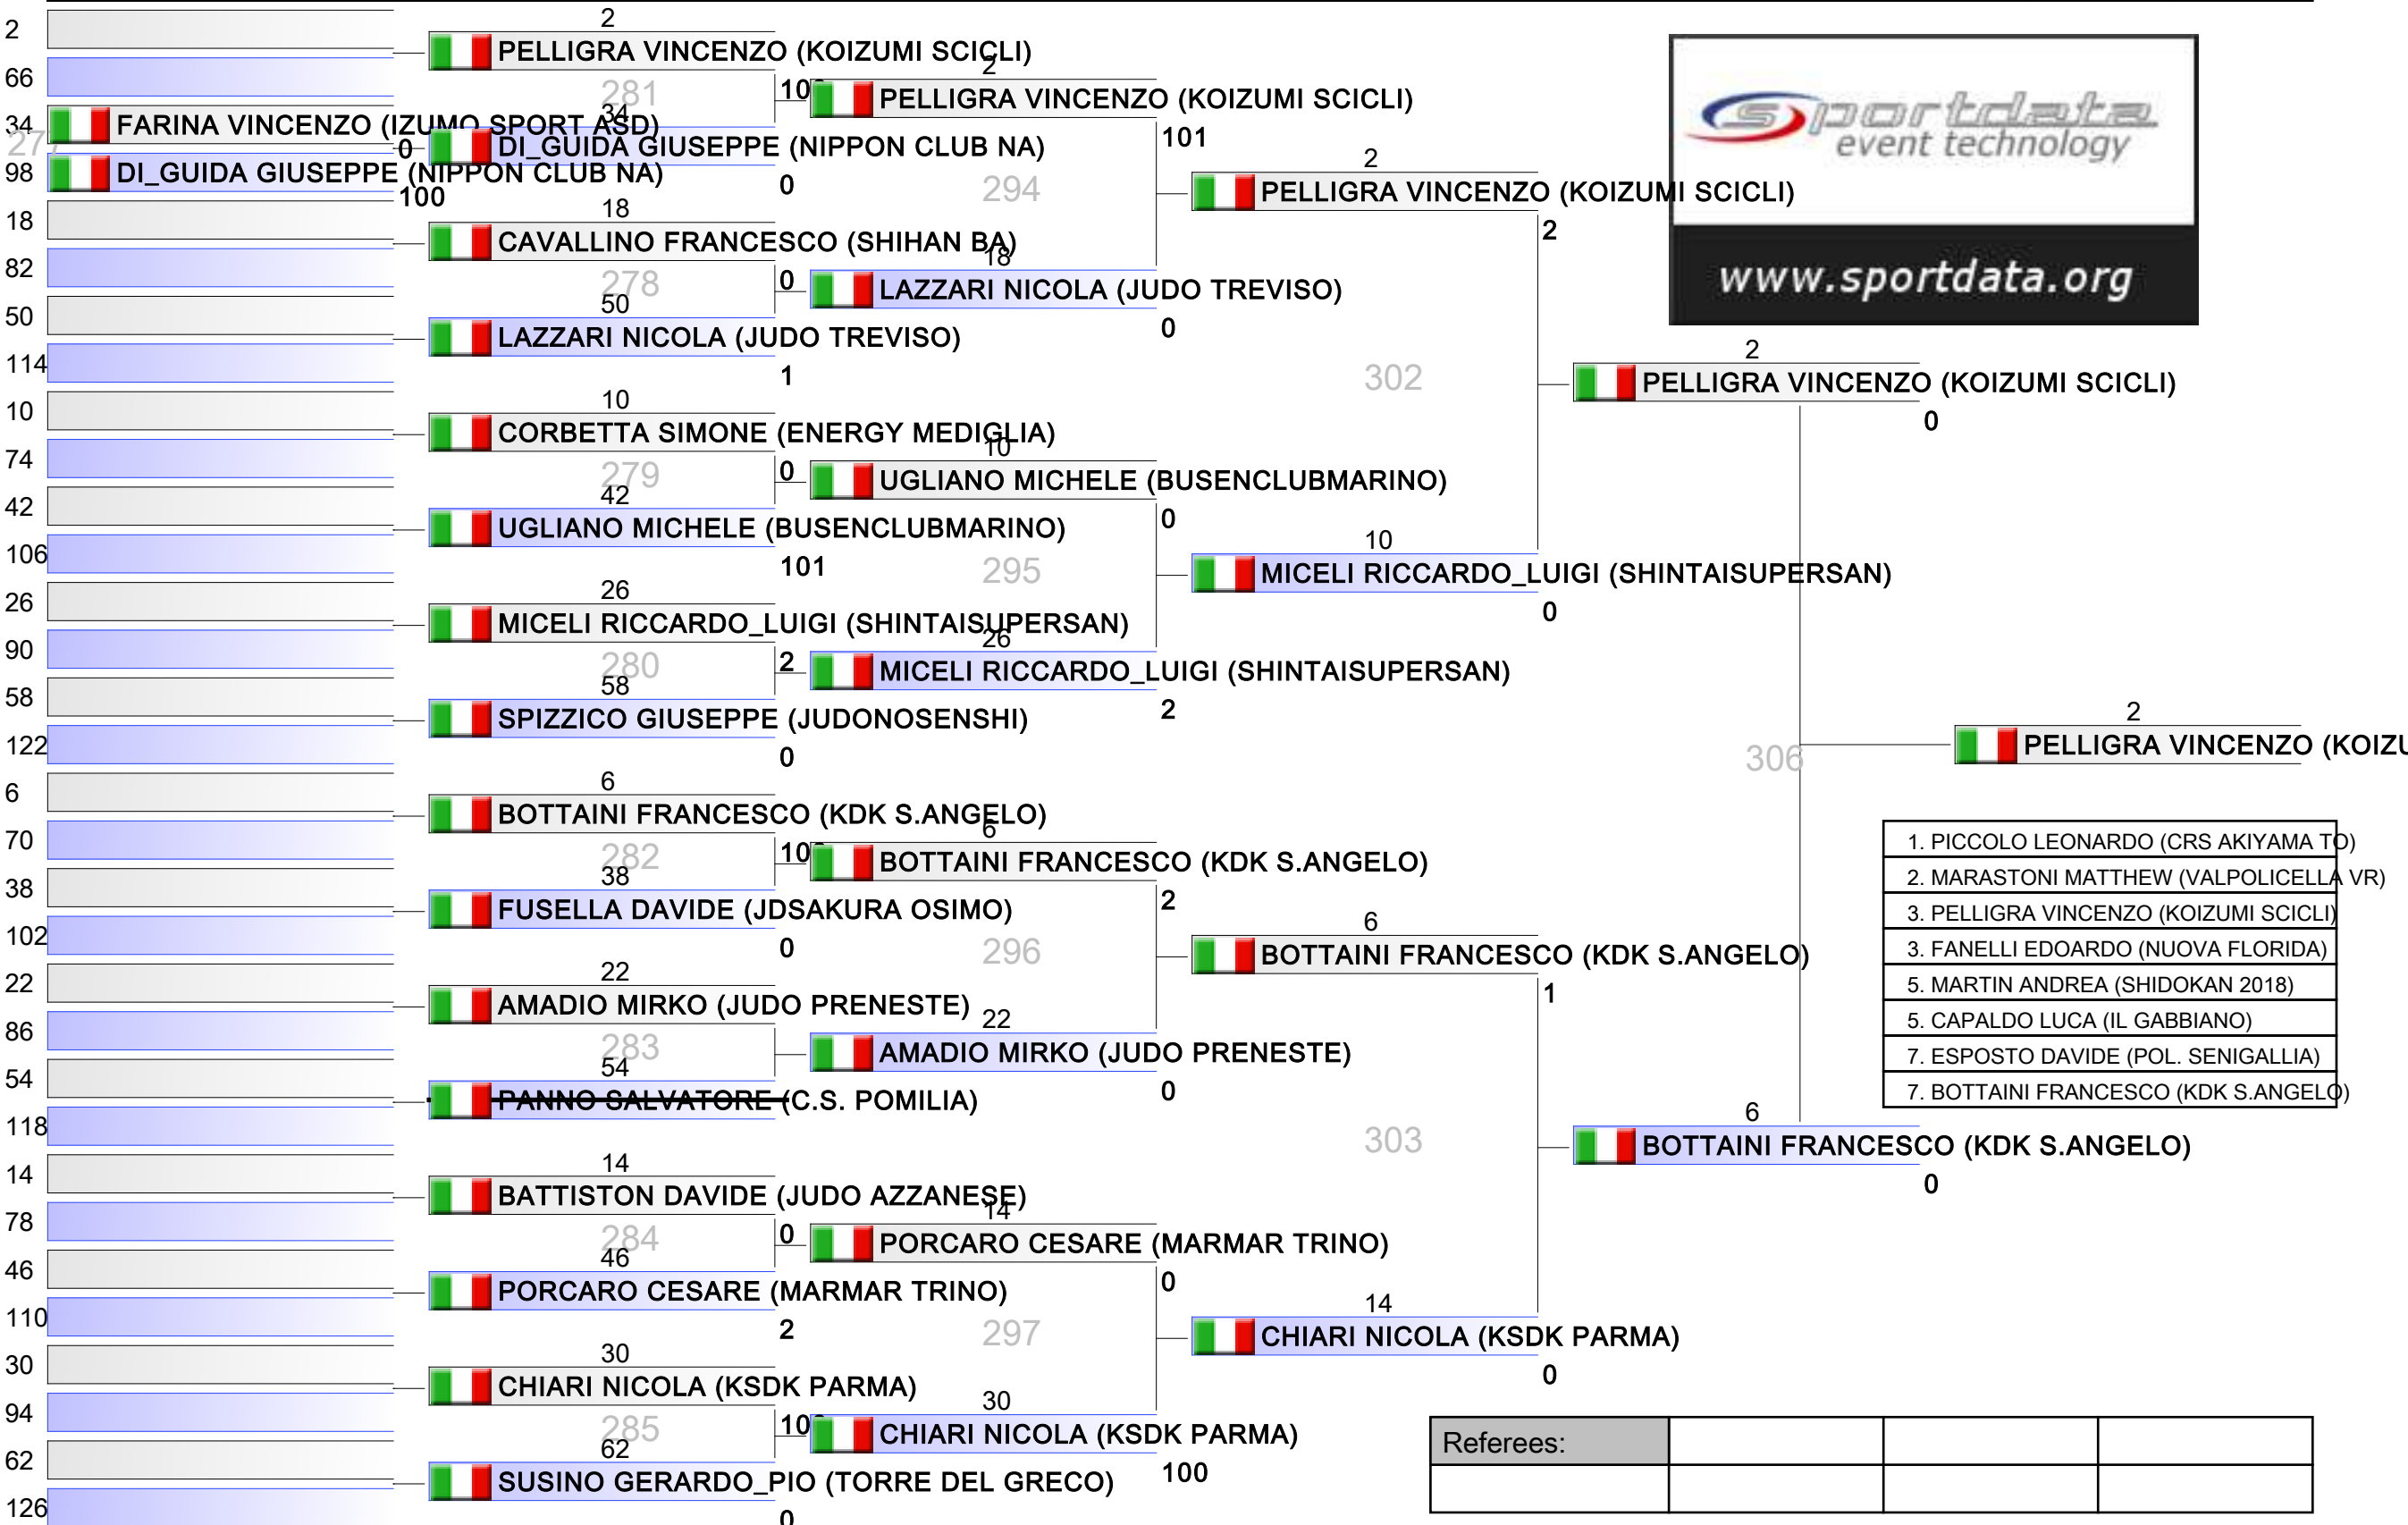 2
66
34
98
18
82
50
114
10
74
42
106
26
90
58
122
6
70
38
102
22
86
54
118
14
78
46
110
30
94
62
126
FARINA VINCENZO (IZUMO SPORT ASD)
0
DI_GUIDA GIUSEPPE (NIPPON CLUB NA)
100
2
PELLIGRA VINCENZO (KOIZUMI SCICLI)
281
34
DI_GUIDA GIUSEPPE (NIPPON CLUB NA)
0
18
CAVALLINO FRANCESCO (SHIHAN BA)
0
278
50
LAZZARI NICOLA (JUDO TREVISO)
1
10
CORBETTA SIMONE (ENERGY MEDIGLIA)
0
279
42
UGLIANO MICHELE (BUSENCLUBMARINO)
101
26
MICELI RICCARDO_LUIGI (SHINTAISUPERSAN)
2
280
58
SPIZZICO GIUSEPPE (JUDONOSENSHI)
0
6
BOTTAINI FRANCESCO (KDK S.ANGELO)
282
38
FUSELLA DAVIDE (JDSAKURA OSIMO)
0
22
AMADIO MIRKO (JUDO PRENESTE)
283
54
PANNO SALVATORE (C.S. POMILIA)
14
BATTISTON DAVIDE (JUDO AZZANESE)
0
284
46
PORCARO CESARE (MARMAR TRINO)
2
30
CHIARI NICOLA (KSDK PARMA)
285
62
SUSINO GERARDO_PIO (TORRE DEL GRECO)
0
2
PELLIGRA VINCENZO (KOIZUMI SCICLI)
101
294
18
LAZZARI NICOLA (JUDO TREVISO)
0
10
UGLIANO MICHELE (BUSENCLUBMARINO)
0
295
26
MICELI RICCARDO_LUIGI (SHINTAISUPERSAN)
2
6
BOTTAINI FRANCESCO (KDK S.ANGELO)
2
296
22
AMADIO MIRKO (JUDO PRENESTE)
0
14
PORCARO CESARE (MARMAR TRINO)
0
297
30
CHIARI NICOLA (KSDK PARMA)
100
2
PELLIGRA VINCENZO (KOIZUMI SCICLI)
2
302
10
MICELI RICCARDO_LUIGI (SHINTAISUPERSAN)
0
6
BOTTAINI FRANCESCO (KDK S.ANGELO)
1
303
14
CHIARI NICOLA (KSDK PARMA)
0
2
PELLIGRA VINCENZO (KOIZUMI SCICLI)
0
306
6
BOTTAINI FRANCESCO (KDK S.ANGELO)
0
2
PELLIGRA VINCENZO
sportdata
event technology
www.sportdata.org
1. PICCOLO LEONARDO (CRS AKIYAMA TO)
2. MARASTONI MATTHEW (VALPOLICELLA VR)
3. PELLIGRA VINCENZO (KOIZUMI SCICLI)
3. FANELLI EDOARDO (NUOVA FLORIDA)
5. MARTIN ANDREA (SHIDOKAN 2018)
5. CAPALDO LUCA (IL GABBIANO)
7. ESPOSTO DAVIDE (POL. SENIGALLIA)
7. BOTTAINI FRANCESCO (KDK S.ANGELO)
Referees: